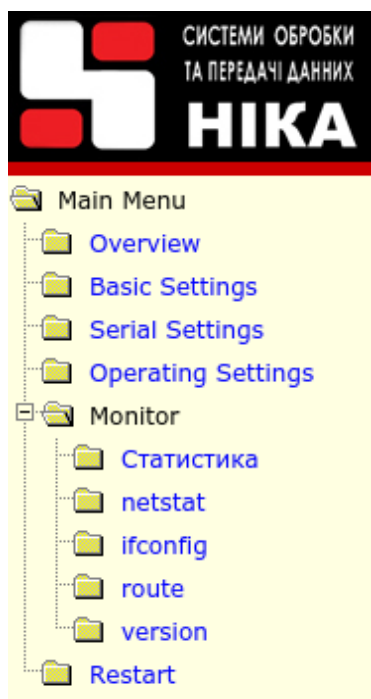 СИСТЕМИ ОБРОБКИ
ТА ПЕРЕДАЧІ ДАННИХ
НІКА
Main Menu
Overview
Basic Settings
Serial Settings
Operating Settings
Monitor
Статистика
netstat
ifconfig
route
version
Restart